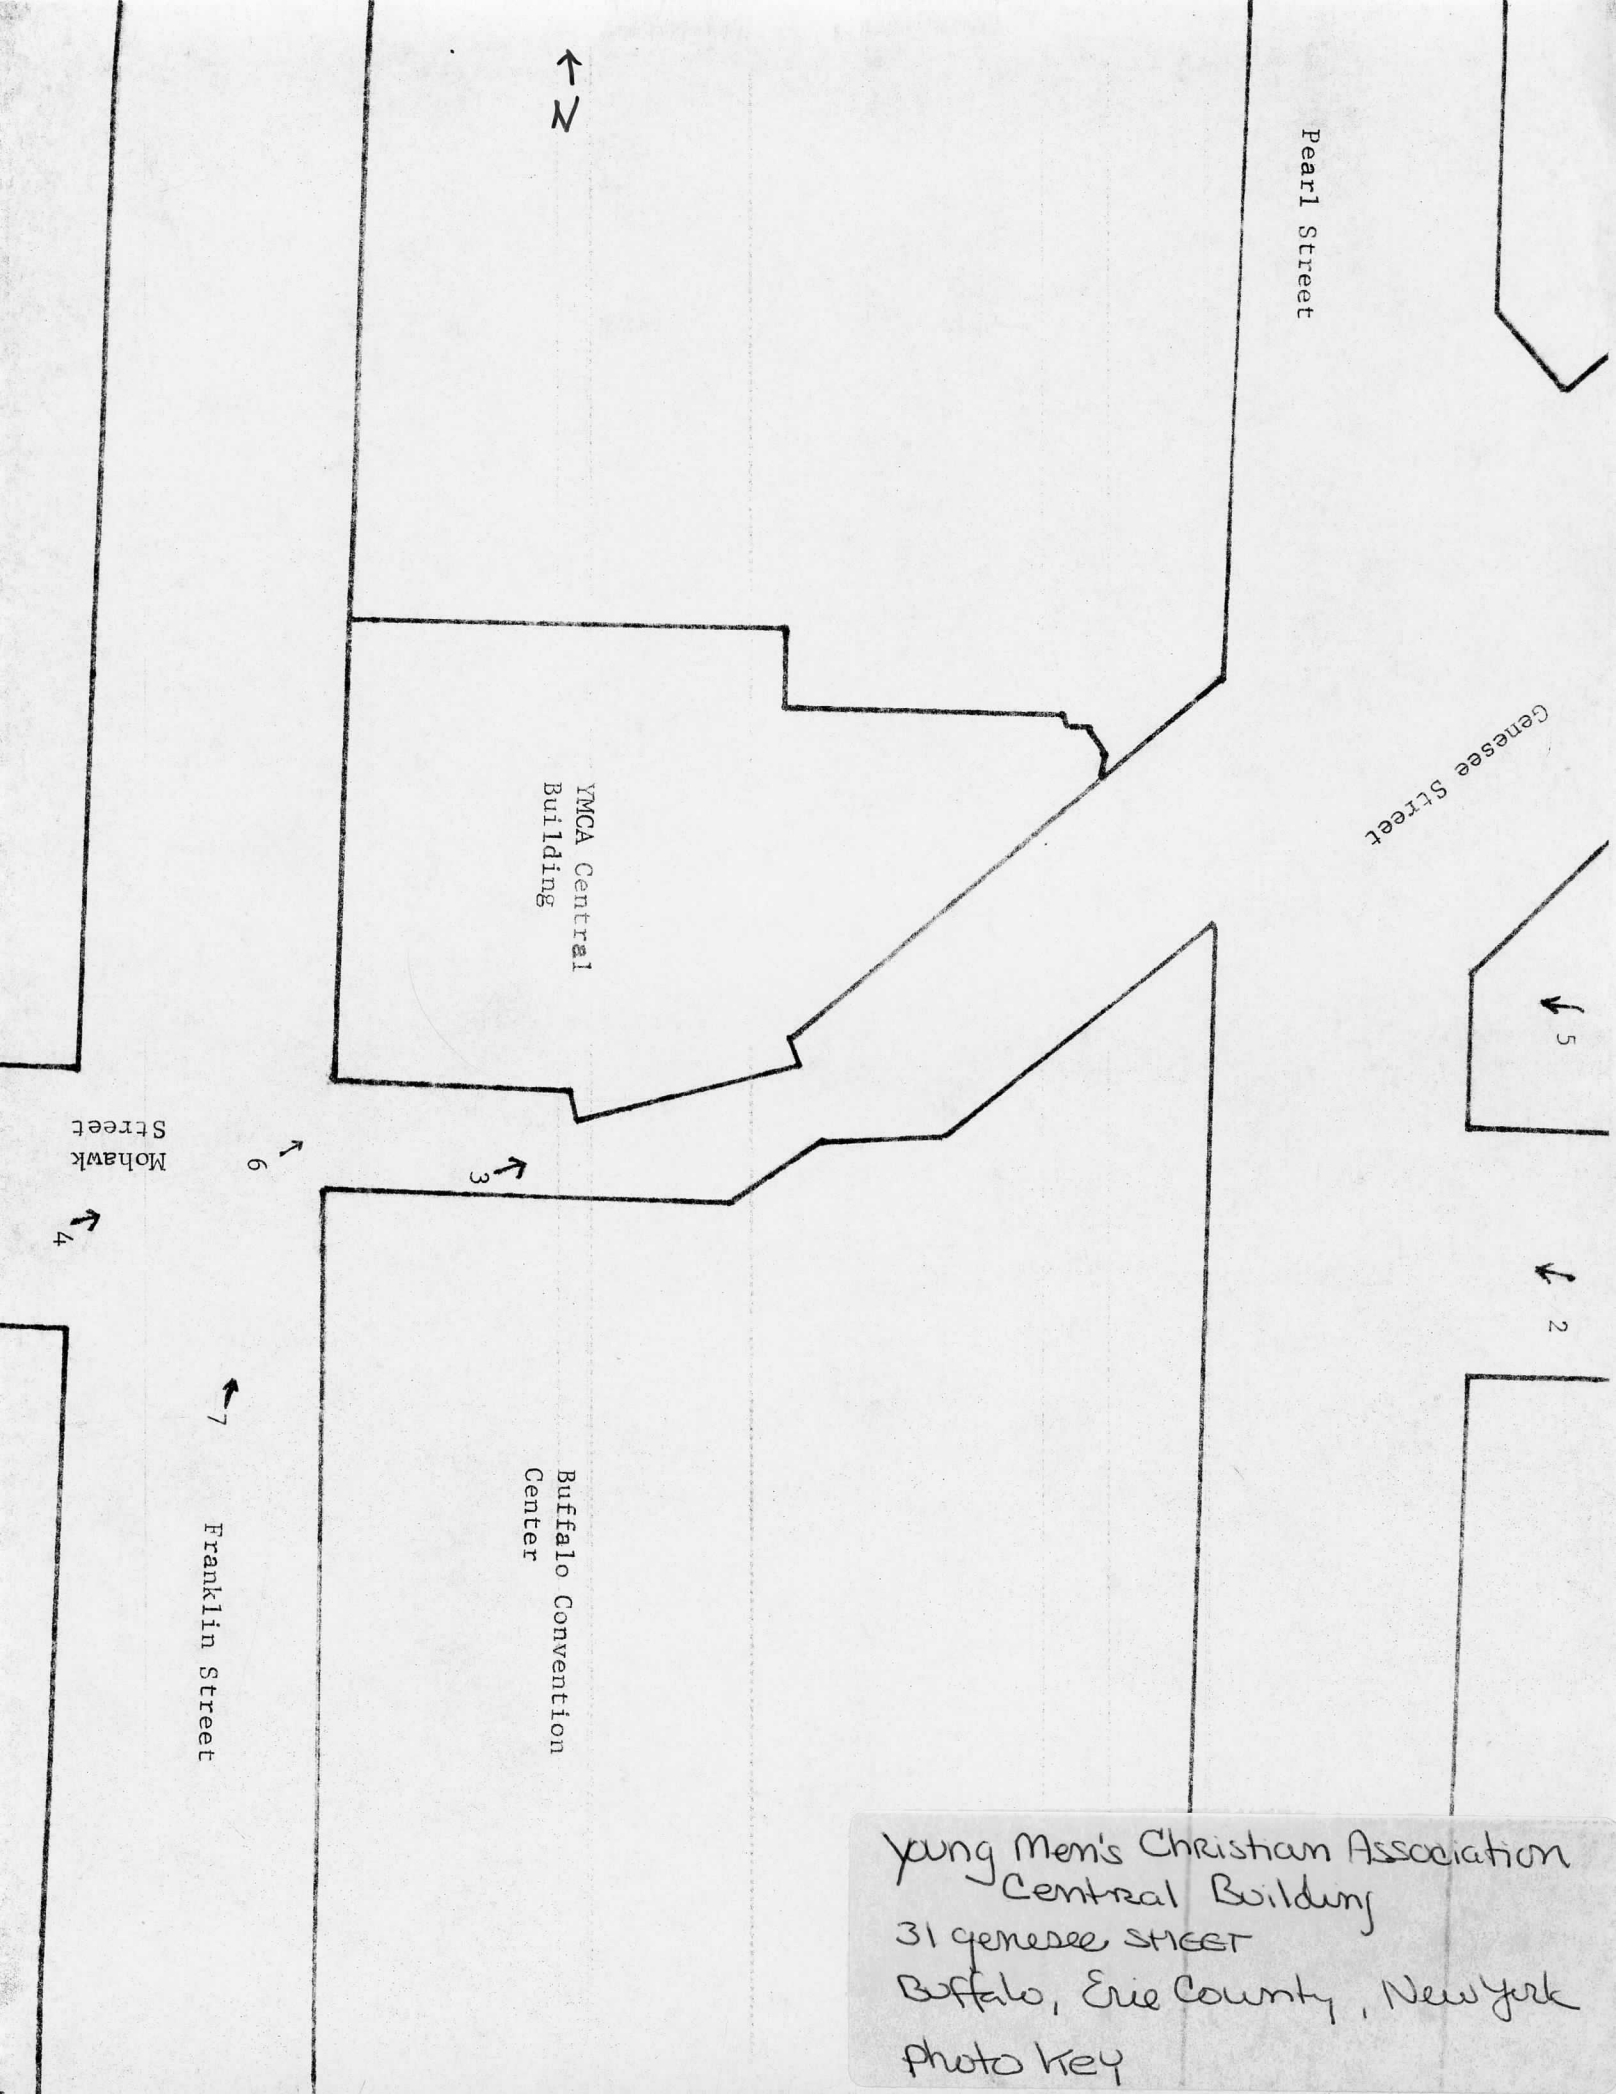 N
Pearl Street
Genesee Street
YMCA Central
Building
5
Mohawk
Street
6
3
4
2
7
Buffalo Convention
Center
Franklin Street
Young Men's Christian Association
Central Building
31 Genesee Street
Buffalo, Erie County, New York
Photo Key